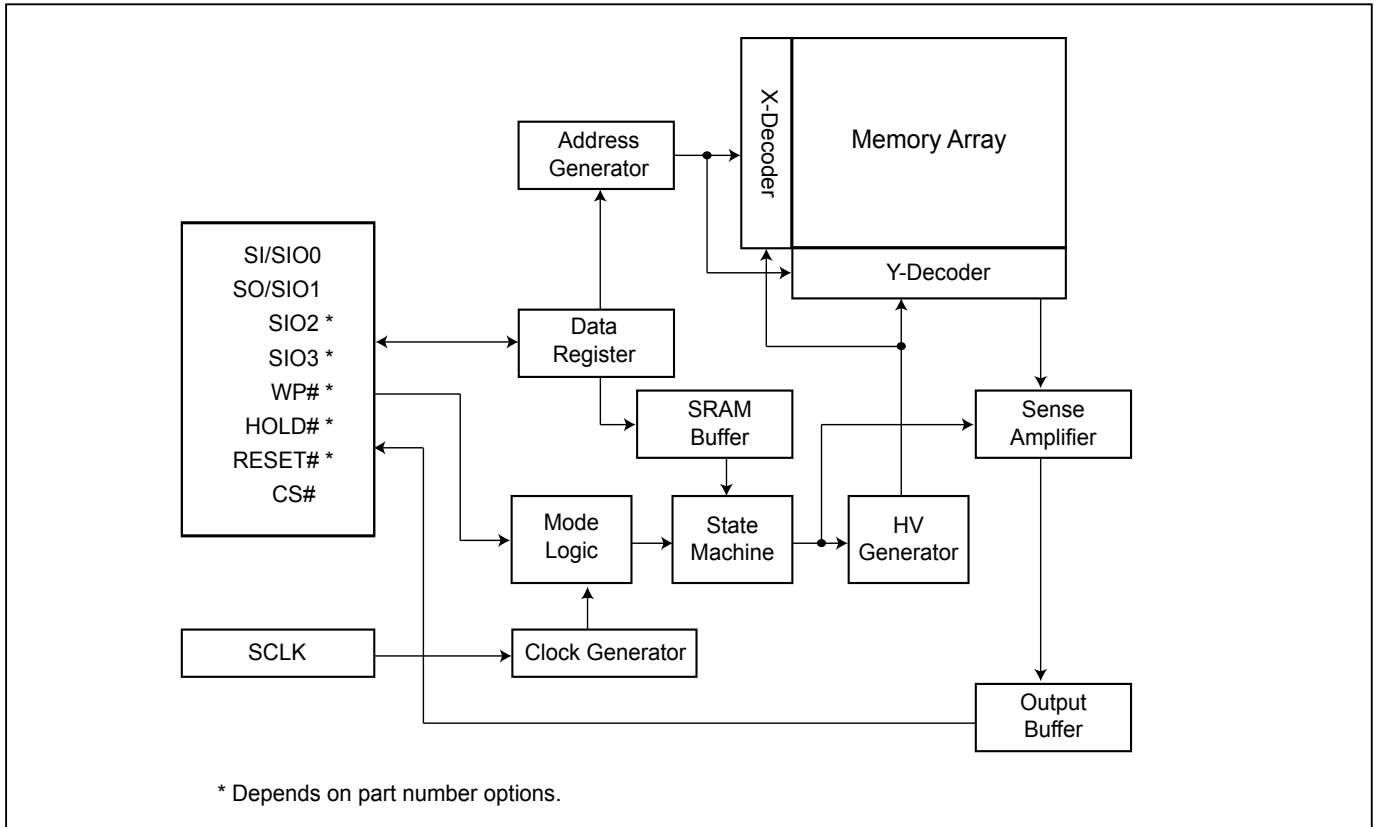 X-Decoder
Memory Array
Address
Generator
SI/SIO0
SO/SIO1
SIO2 *
SIO3 *
WP# *
HOLD# *
RESET# *
CS#
Y-Decoder
Data
Register
SRAM
Buffer
Sense
Amplifier
Mode
Logic
State
Machine
HV
Generator
SCLK
Clock Generator
Output
Buffer
* Depends on part number options.